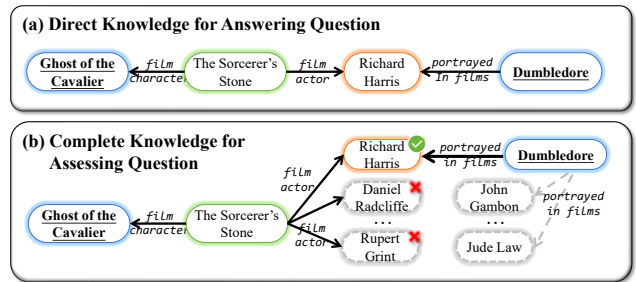 (a) Direct Knowledge for Answering Question
Ghost of the
Cavalier
film
character
The Sorcerer's
Stone
film
actor
Richard
Harris
portrayed
in films
Dumbledore
(b) Complete Knowledge for
Assessing Question
Ghost of the
Cavalier
film
character
The Sorcerer's
Stone
film
actor
film
actor
Richard
Harris
Daniel
Radcliffe
...
Rupert
Grint
portrayed
in films
Dumbledore
John
Gambon
...
Jude Law
portrayed
in films